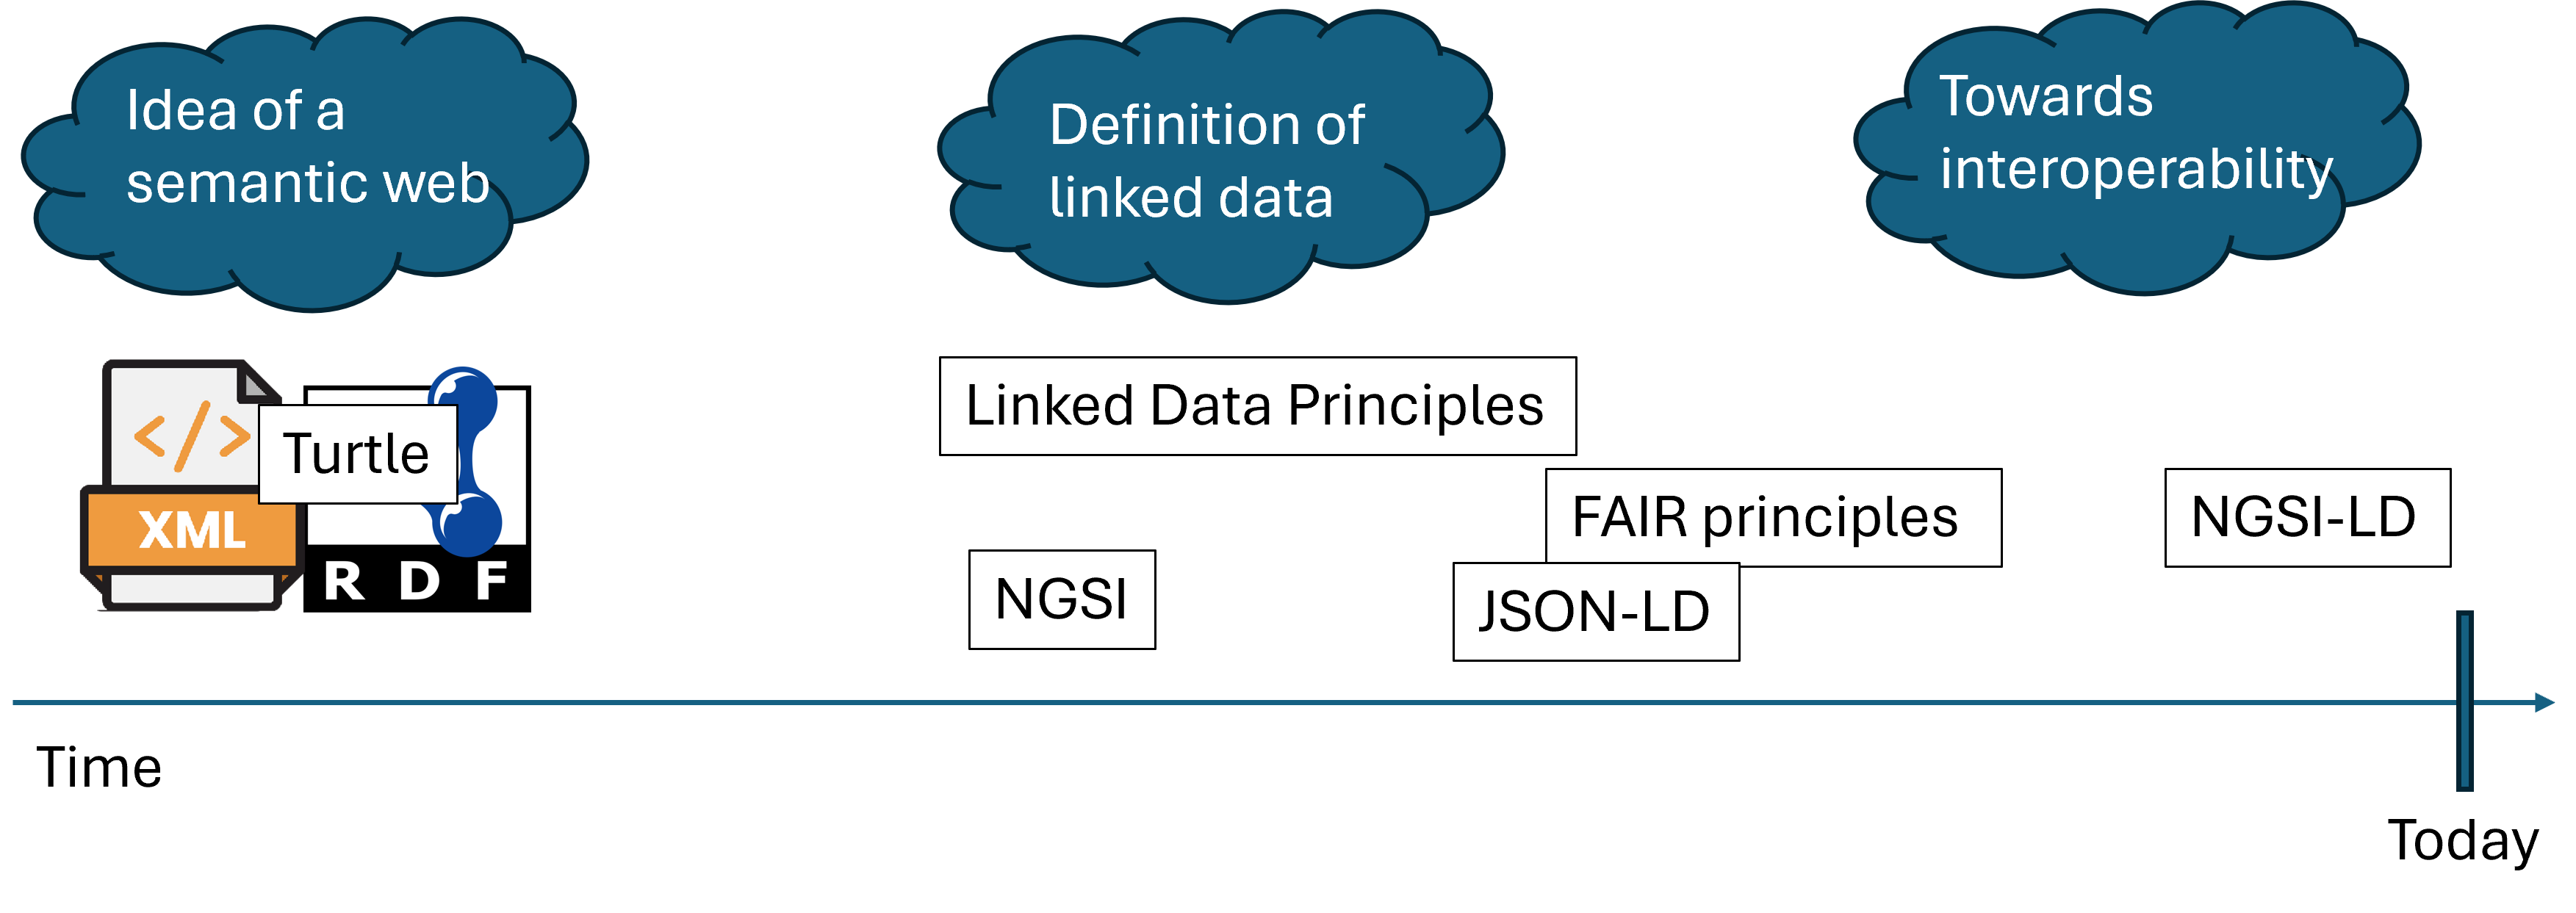 Idea of a
semantic web
Definition of
linked data
Towards
interoperability
</>
XML
Turtle
R D F
Linked Data Principles
NGSI
FAIR principles
JSON-LD
NGSI-LD
Time
Today